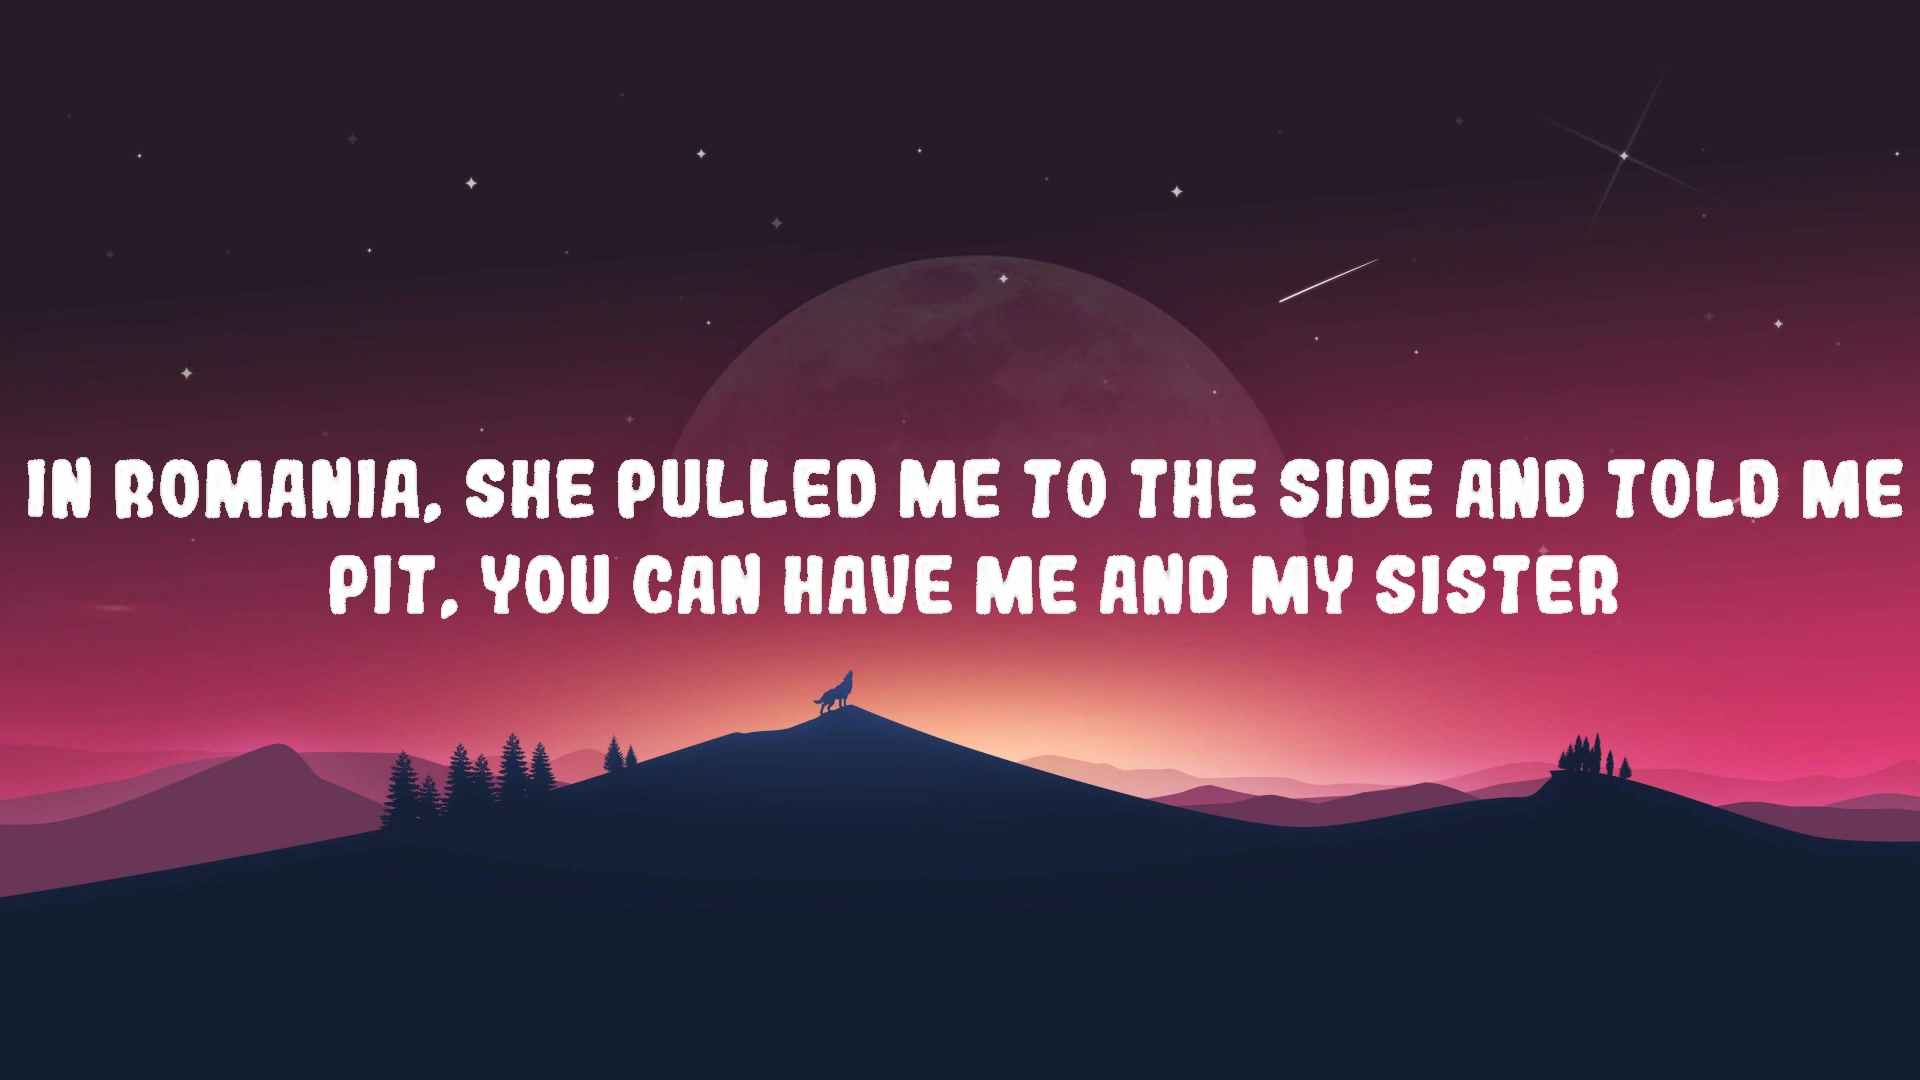 IN ROMANIA, SHE PULLED ME TO THE SIDE AND TOLD ME
PIT, YOU CAN HAVE ME AND MY SISTER